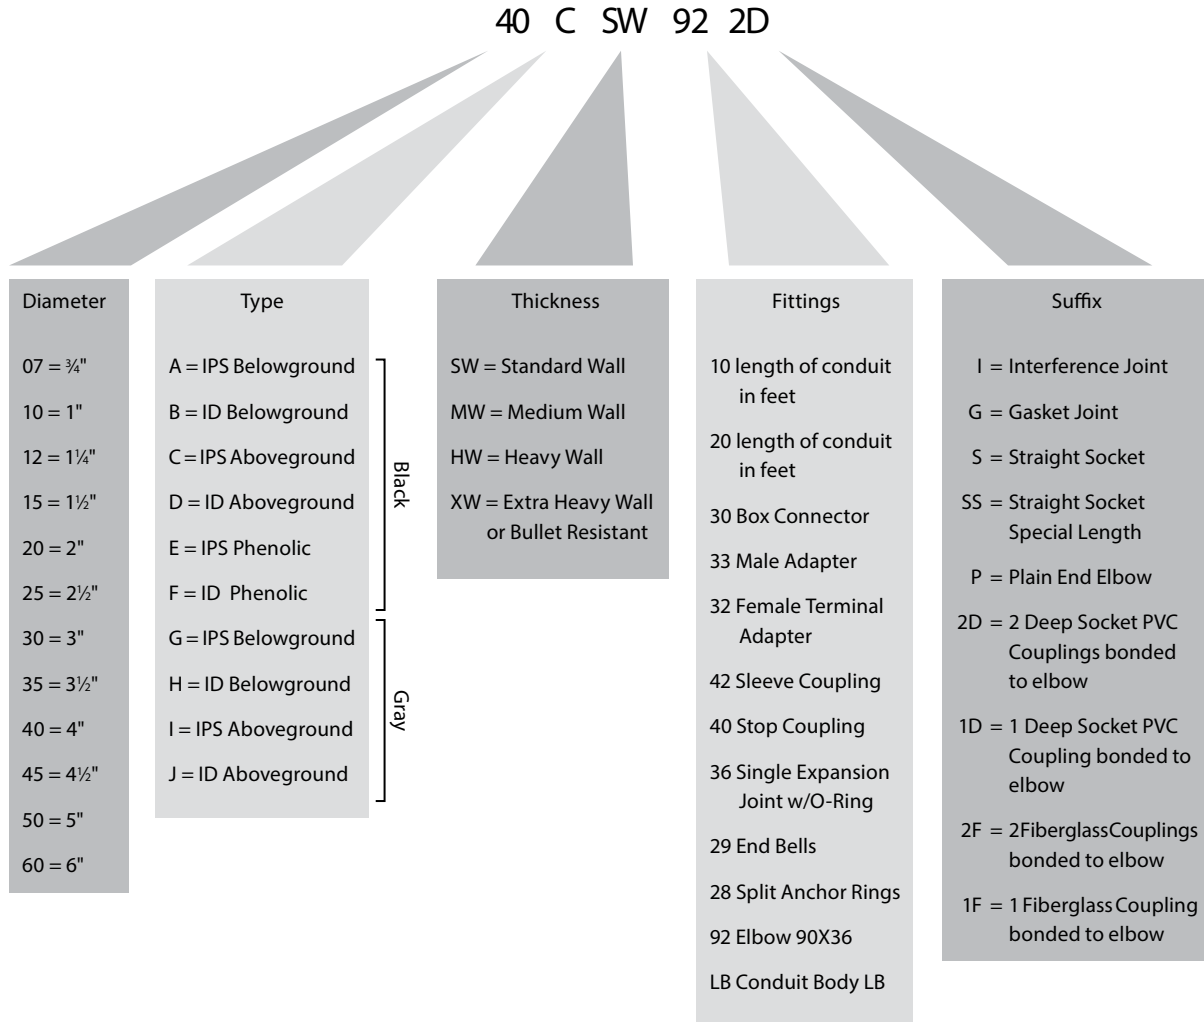 40 C SW 92 2D
Diameter
07 = ¾"
10 = 1"
12 = 1¼"
15 = 1½"
20 = 2"
25 = 2½"
30 = 3"
35 = 3½"
40 = 4"
45 = 4½"
50 = 5"
60 = 6"
Type
A = IPS Belowground
B = ID Belowground
C = IPS Aboveground
D = ID Aboveground
E = IPS Phenolic
F = ID Phenolic
G = IPS Belowground
H = ID Belowground
I = IPS Aboveground
J = ID Aboveground
Black
Gray
Thickness
SW = Standard Wall
MW = Medium Wall
HW = Heavy Wall
XW = Extra Heavy Wall
or Bullet Resistant
Fittings
10 length of conduit
in feet
20 length of conduit
in feet
30 Box Connector
33 Male Adapter
32 Female Terminal
Adapter
42 Sleeve Coupling
40 Stop Coupling
36 Single Expansion
Joint w/O-Ring
29 End Bells
28 Split Anchor Rings
92 Elbow 90X36
LB Conduit Body LB
Suffix
I = Interference Joint
G = Gasket Joint
S = Straight Socket
SS = Straight Socket
Special Length
P = Plain End Elbow
2D = 2 Deep Socket PVC
Couplings bonded
to elbow
1D = 1 Deep Socket PVC
Coupling bonded to
elbow
2F = 2FiberglassCouplings
bonded to elbow
1F = 1 Fiberglass Coupling
bonded to elbow